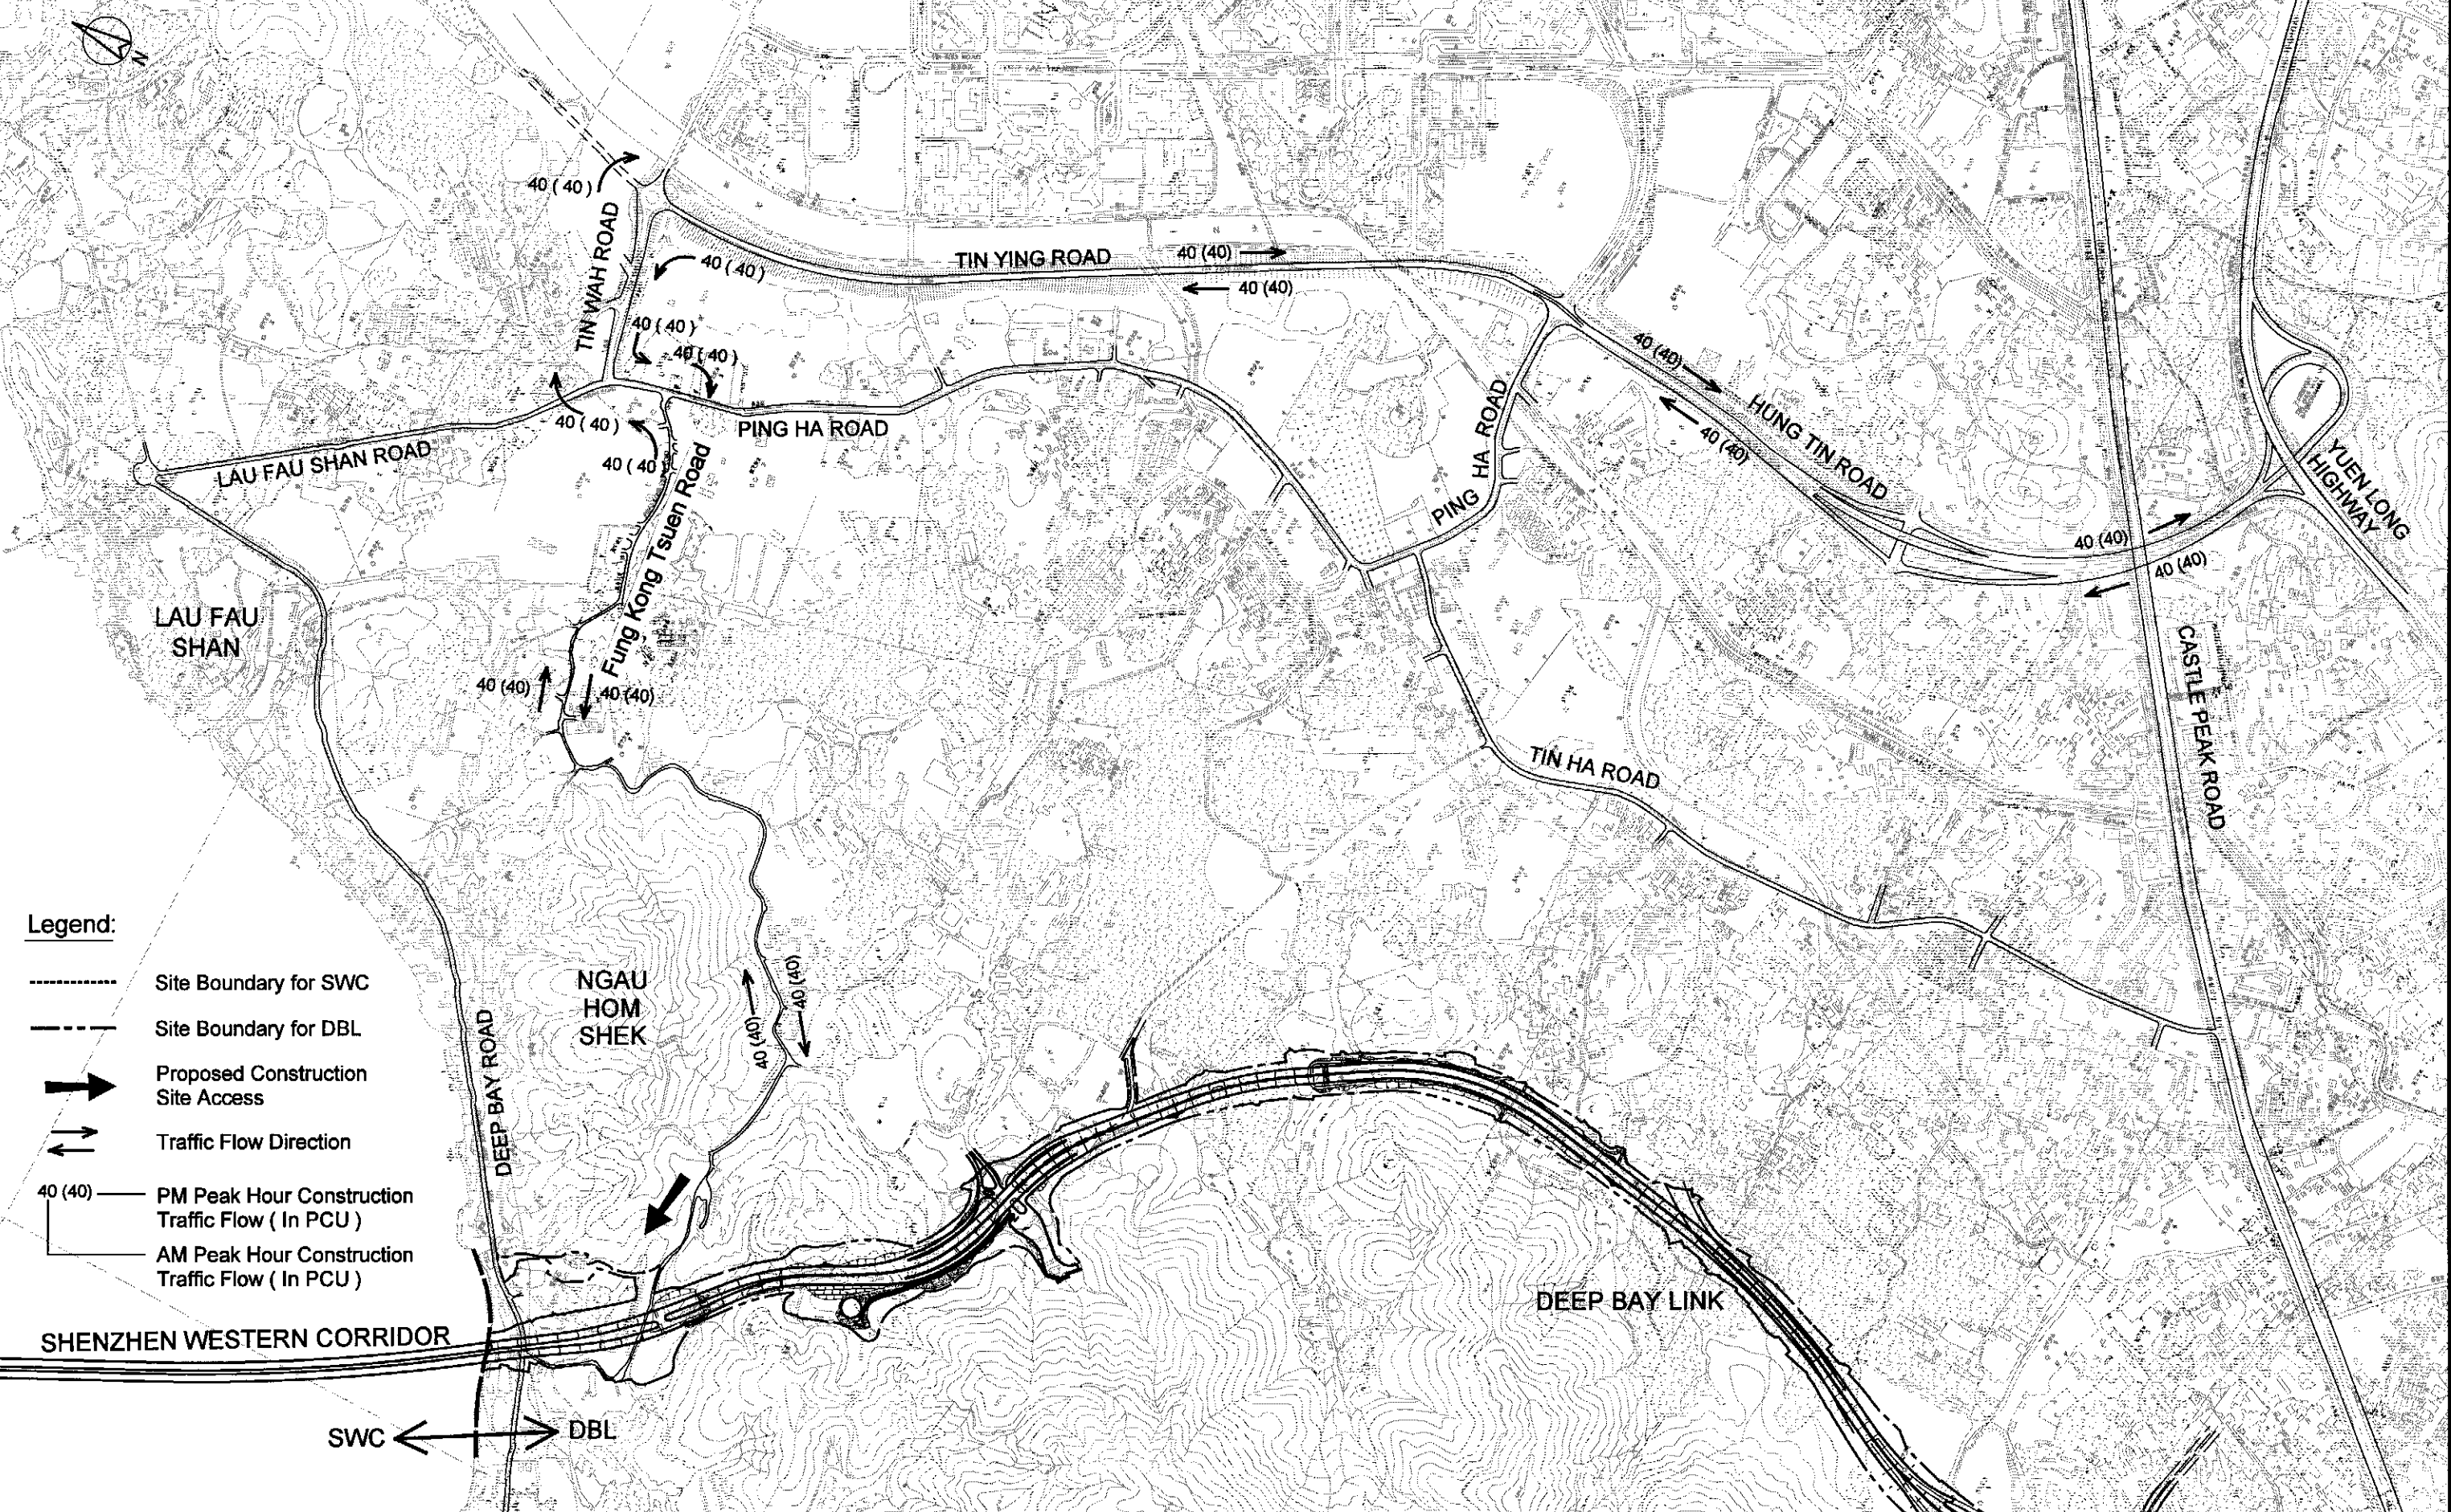 N
40 ( 40 )
TIN WAH ROAD
40 ( 40 )
TIN YING ROAD
40 (40)
40 (40)
40 ( 40 )
40 ( 40 )
40 ( 40 )
40 ( 40 )
LAU FAU SHAN ROAD
PING HA ROAD
Fung Kong Tsuen Road
PING HA ROAD
40 (40)
40 (40)
HUNG TIN ROAD
YUEN LONG
HIGHWAY
40 (40)
40 (40)
CASTLE PEAK ROAD
LAU FAU
SHAN
40 (40)
40 (40)
TIN HA ROAD
NGAU
HOM
SHEK
40 (40)
40 (40)
DEEP BAY ROAD
Legend:
Site Boundary for SWC
Site Boundary for DBL
Proposed Construction
Site Access
Traffic Flow Direction
40 (40)
PM Peak Hour Construction
Traffic Flow ( In PCU )
AM Peak Hour Construction
Traffic Flow ( In PCU )
SHENZHEN WESTERN CORRIDOR
DEEP BAY LINK
SWC
DBL